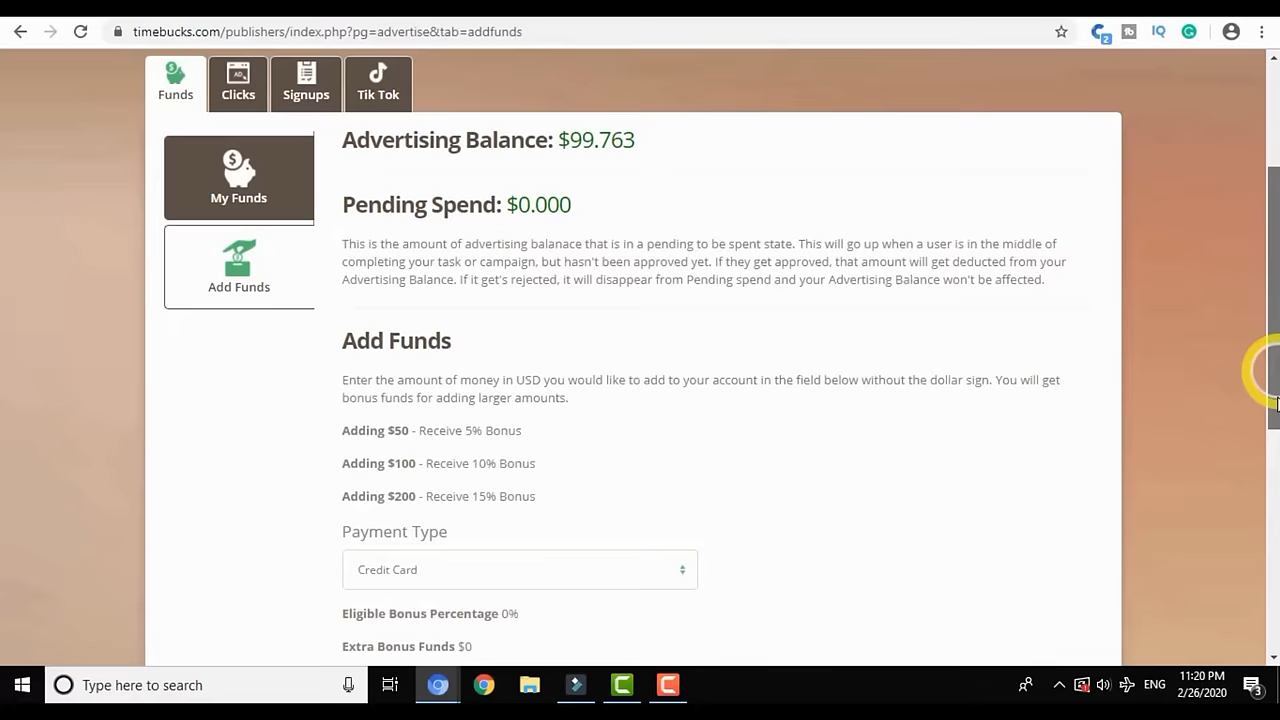 timebucks.com/publishers/index.php?pg=advertise&tab=addfunds
2
tb
IQ
Funds
AD
Clicks
Signups
Tik Tok
My Funds
Add Funds
Advertising Balance: $99.763
Pending Spend: $0.000
This is the amount of advertising balanace that is in a pending to be spent state. This will go up when a user is in the middle of
completing your task or campaign, but hasn't been approved yet. If they get approved, that amount will get deducted from your
Advertising Balance. If it get's rejected, it will disappear from Pending spend and your Advertising Balance won't be affected.
Add Funds
Enter the amount of money in USD you would like to add to your account in the field below without the dollar sign. You will get
bonus funds for adding larger amounts.
Adding $50 - Receive 5% Bonus
Adding $100 - Receive 10% Bonus
Adding $200 - Receive 15% Bonus
Payment Type
Credit Card
Eligible Bonus Percentage 0%
Extra Bonus Funds $0
Type here to search
ENG
11:20 PM
2/26/2020
3